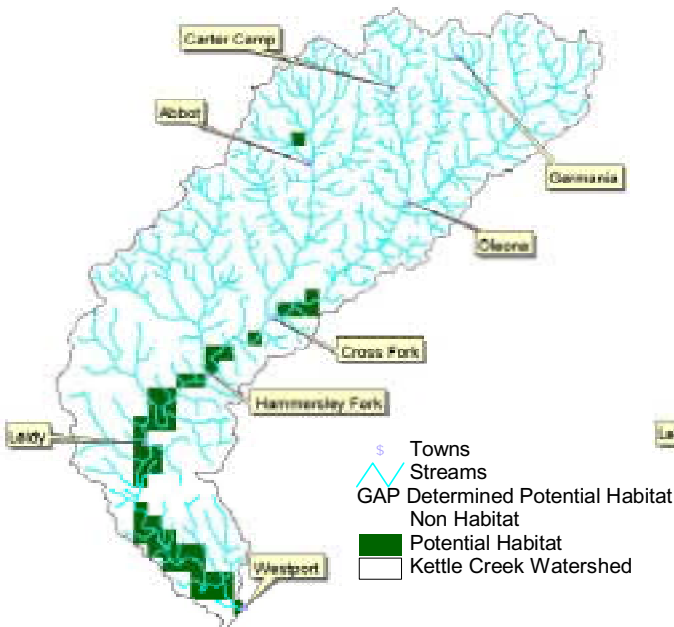 Carter Camp
Abbot
Germania
Oleona
Cross Fork
Hammersley Fork
Leidy
Le
$ Towns
Streams
GAP Determined Potential Habitat
Non Habitat
Potential Habitat
Kettle Creek Watershed
Westport